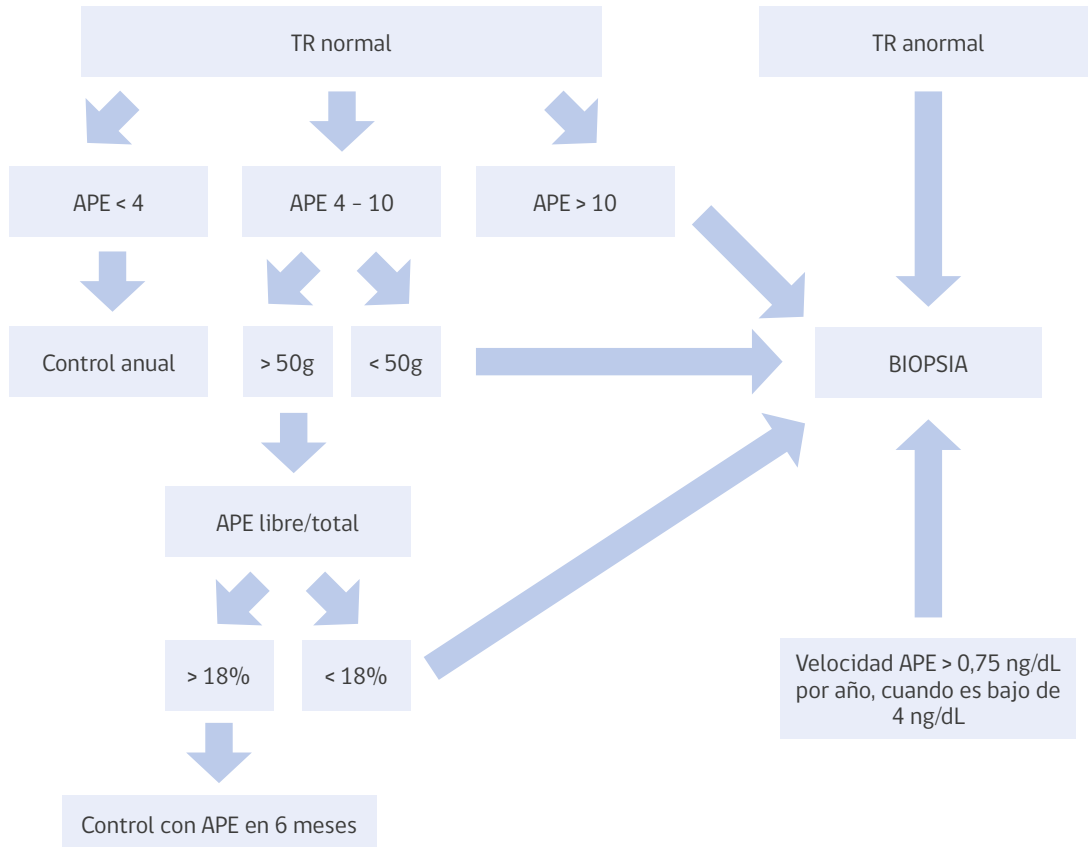 TR normal
TR anormal
APE < 4
APE 4 – 10
APE > 10
Control anual
> 50g
< 50g
BIOPSIA
APE libre/total
> 18%
< 18%
Velocidad APE > 0,75 ng/dL
por año, cuando es bajo de
4 ng/dL
Control con APE en 6 meses